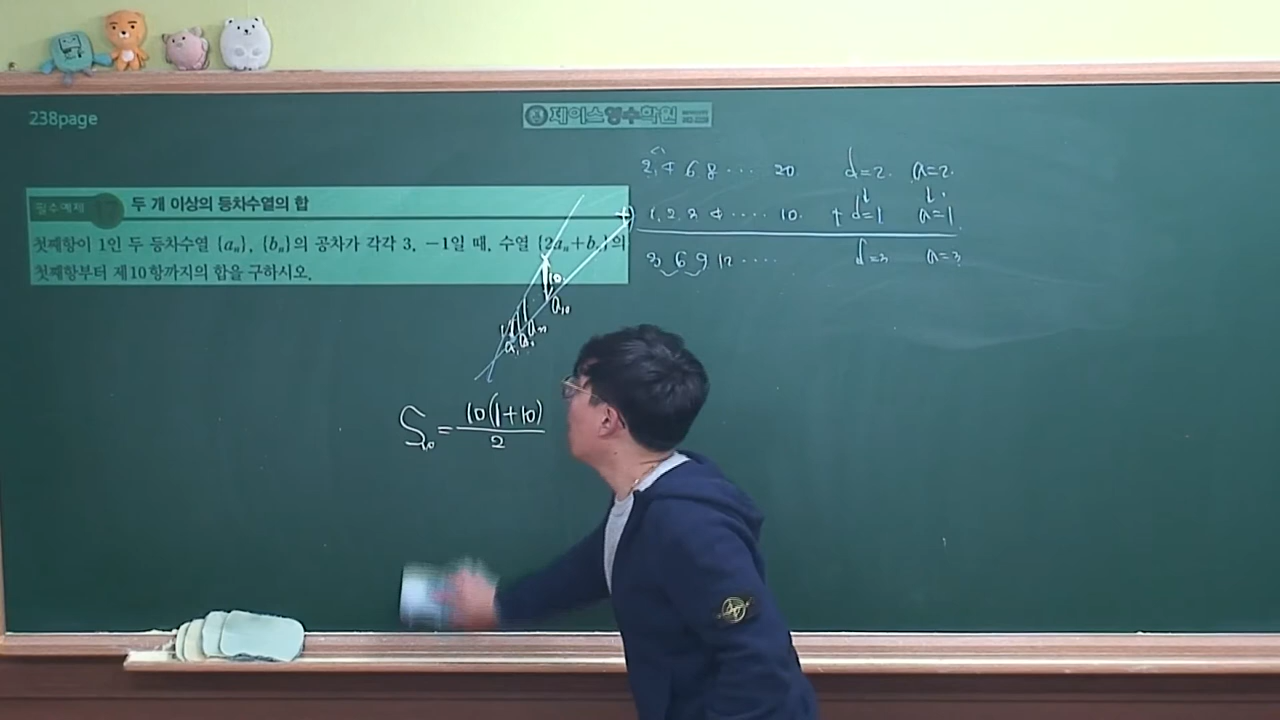 238page
제이스영수학원
필수예제
두 개 이상의 등차수열의 합
첫째항이 1인 두 등차수열 {aₙ}, {bₙ}의 공차가 각각 3, -1일 때, 수열 {2aₙ+bₙ}의
첫째항부터 제10항까지의 합을 구하시오.
2, 4 6 8 ···· 20 d=2 a=2
+) 1, 2 3 4 ···· 10 + d=1 a=1
3 6 9 12 ···· d=3 a=3
10
a₁₀
S₁₀ = 10(1+10) / 2